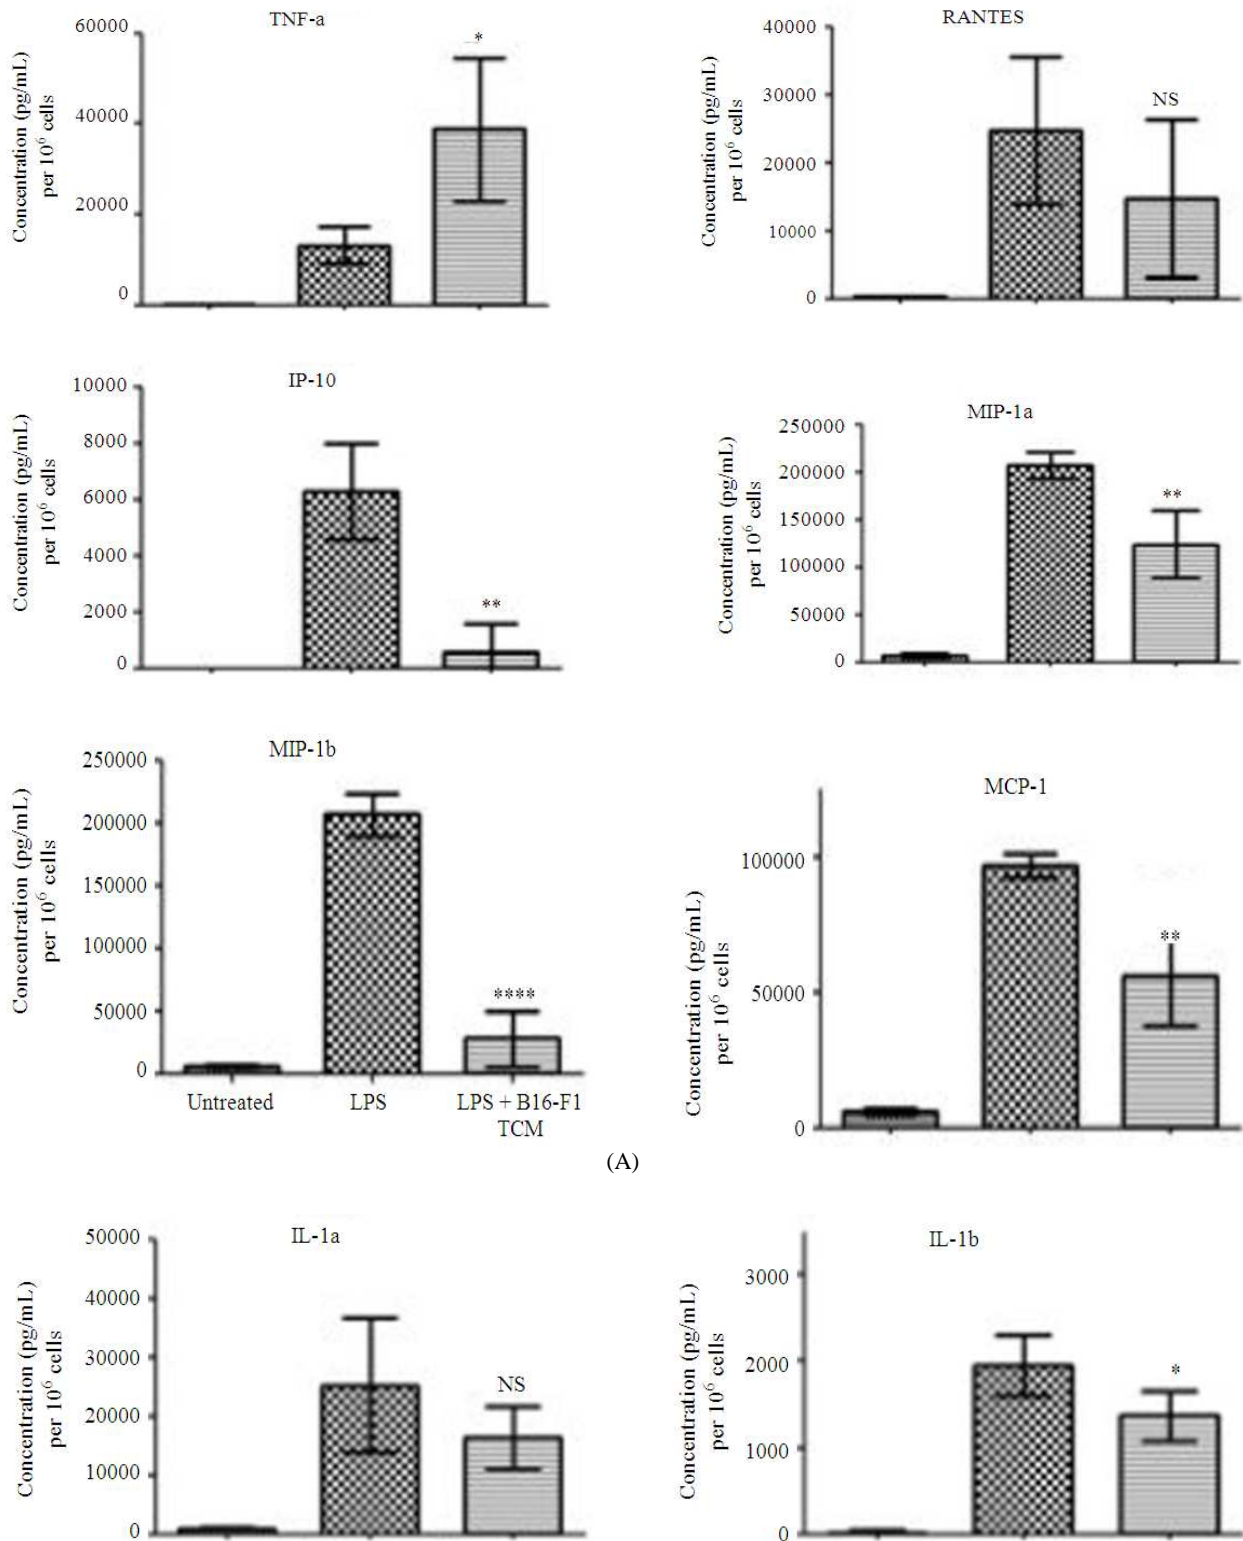 TNF-a
60000
40000
20000
0
Concentration (pg/mL)
per 10⁶ cells
*
RANTES
40000
30000
20000
10000
0
Concentration (pg/mL)
per 10⁶ cells
NS
IP-10
10000
8000
6000
4000
2000
0
Concentration (pg/mL)
per 10⁶ cells
**
MIP-1a
250000
200000
150000
100000
50000
0
Concentration (pg/mL)
per 10⁶ cells
**
MIP-1b
250000
200000
150000
100000
50000
0
Concentration (pg/mL)
per 10⁶ cells
****
Untreated
LPS
LPS + B16-F1
TCM
MCP-1
100000
50000
0
Concentration (pg/mL)
per 10⁶ cells
**
(A)
IL-1a
50000
40000
30000
20000
10000
0
Concentration (pg/mL)
per 10⁶ cells
NS
IL-1b
3000
2000
1000
0
Concentration (pg/mL)
per 10⁶ cells
*